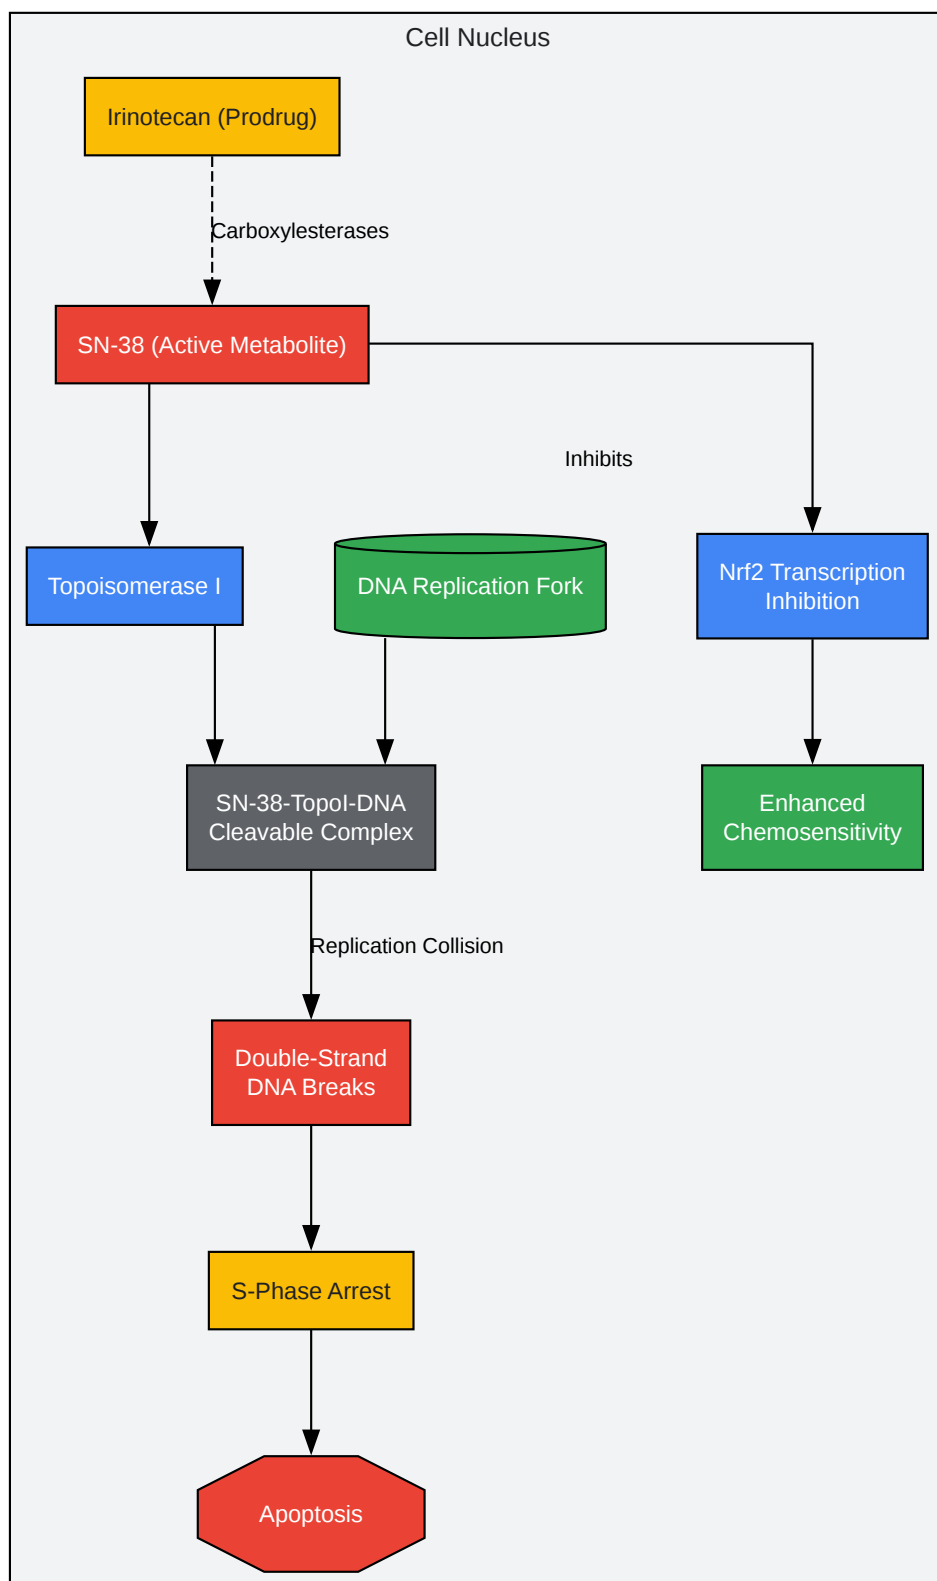 Cell Nucleus
Irinotecan (Prodrug)
Carboxylesterases
SN-38 (Active Metabolite)
Inhibits
Topoisomerase I
DNA Replication Fork
Nrf2 Transcription
Inhibition
SN-38-TopoI-DNA
Cleavable Complex
Enhanced
Chemosensitivity
Replication Collision
Double-Strand
DNA Breaks
S-Phase Arrest
Apoptosis